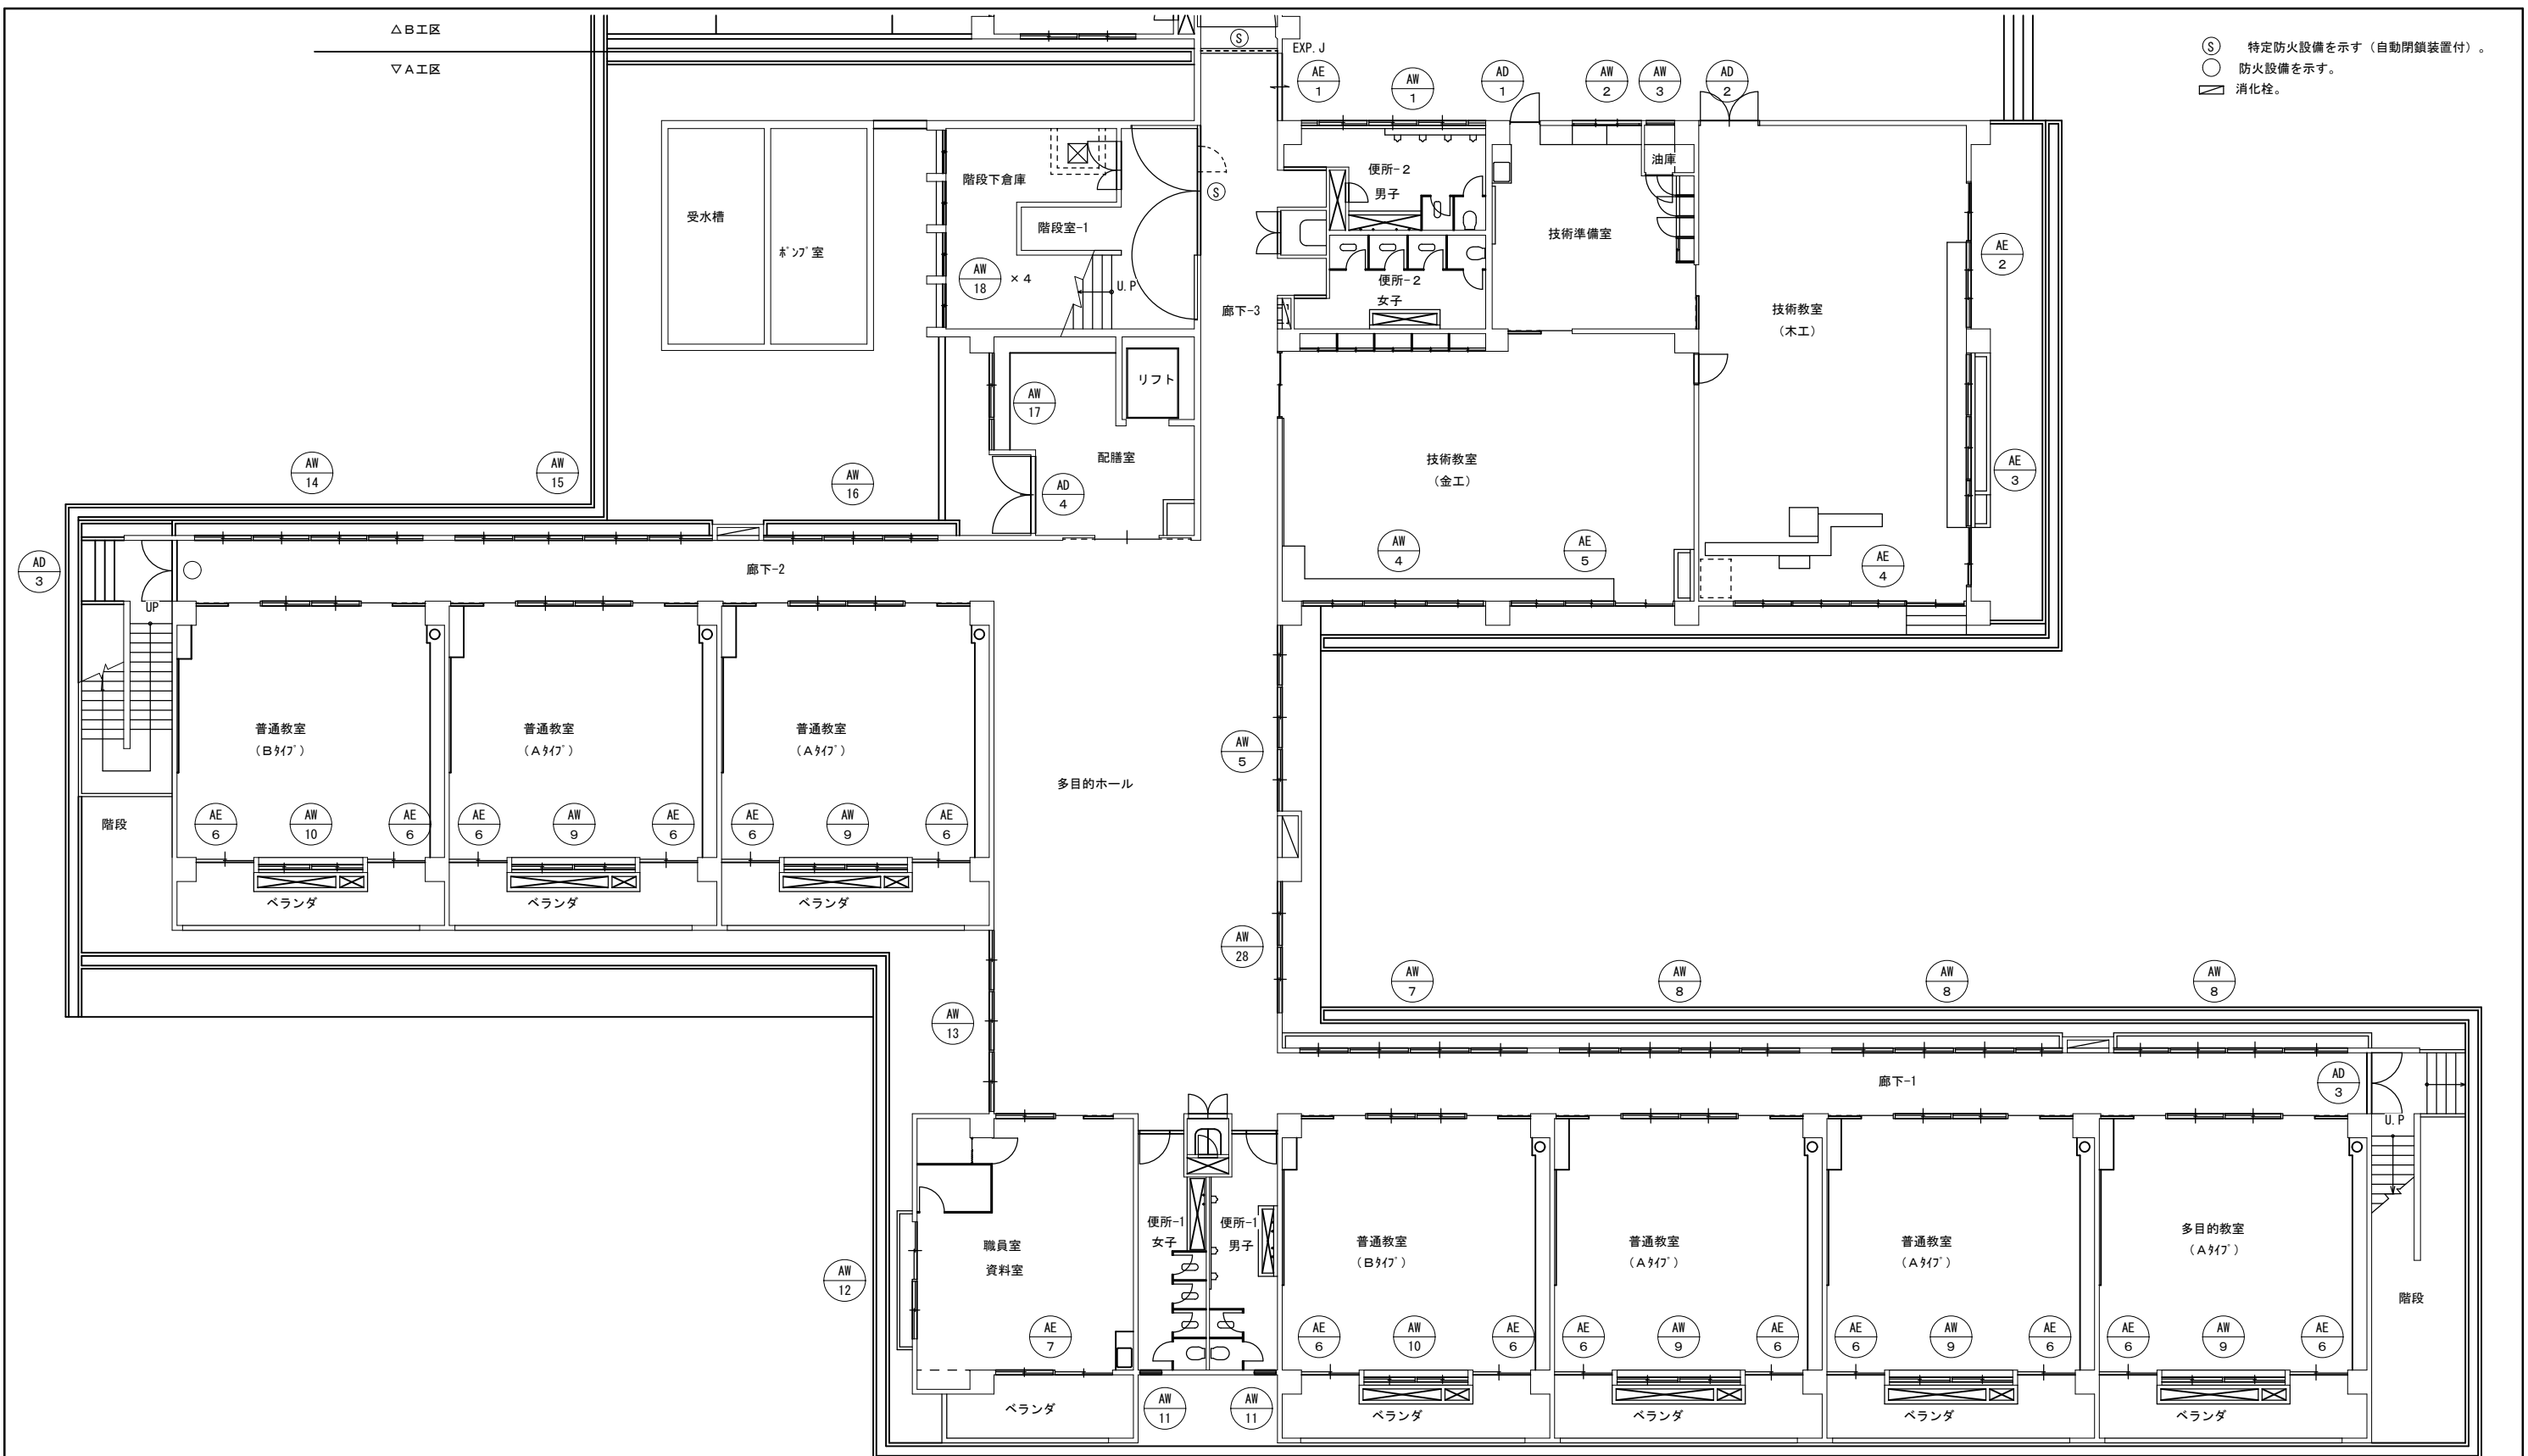 △Ｂ工区
▽Ａ工区
Ⓢ 特定防火設備を示す（自動閉鎖装置付）。
○ 防火設備を示す。
消化栓。
Ⓢ
EXP.J
AE
1
AW
1
AD
1
AW
2
AW
3
AD
2
受水槽
ﾎﾟﾝﾌﾟ室
階段下倉庫
階段室-1
AW
18
×４
U.P
Ⓢ
廊下-3
便所-２
男子
便所-２
女子
技術準備室
油庫
技術教室
（木工）
AE
2
AE
3
AW
17
リフト
配膳室
AD
4
技術教室
（金工）
AW
4
AE
5
AE
4
AW
14
AW
15
AW
16
AD
3
廊下-2
UP
普通教室
（Ｂﾀｲﾌﾟ）
普通教室
（Ａﾀｲﾌﾟ）
普通教室
（Ａﾀｲﾌﾟ）
多目的ホール
AW
5
階段
AE
6
AW
10
AE
6
AE
6
AW
9
AE
6
AE
6
AW
9
AE
6
ベランダ
ベランダ
ベランダ
AW
28
AW
13
AW
7
AW
8
AW
8
AW
8
廊下-1
AD
3
U.P
職員室
資料室
便所-1
女子
便所-1
男子
普通教室
（Ｂﾀｲﾌﾟ）
普通教室
（Ａﾀｲﾌﾟ）
普通教室
（Ａﾀｲﾌﾟ）
多目的教室
（Ａﾀｲﾌﾟ）
AW
12
階段
AE
7
AE
6
AW
10
AE
6
AE
6
AW
9
AE
6
AE
6
AW
9
AE
6
AE
6
AW
9
AE
6
ベランダ
AW
11
AW
11
ベランダ
ベランダ
ベランダ
ベランダ